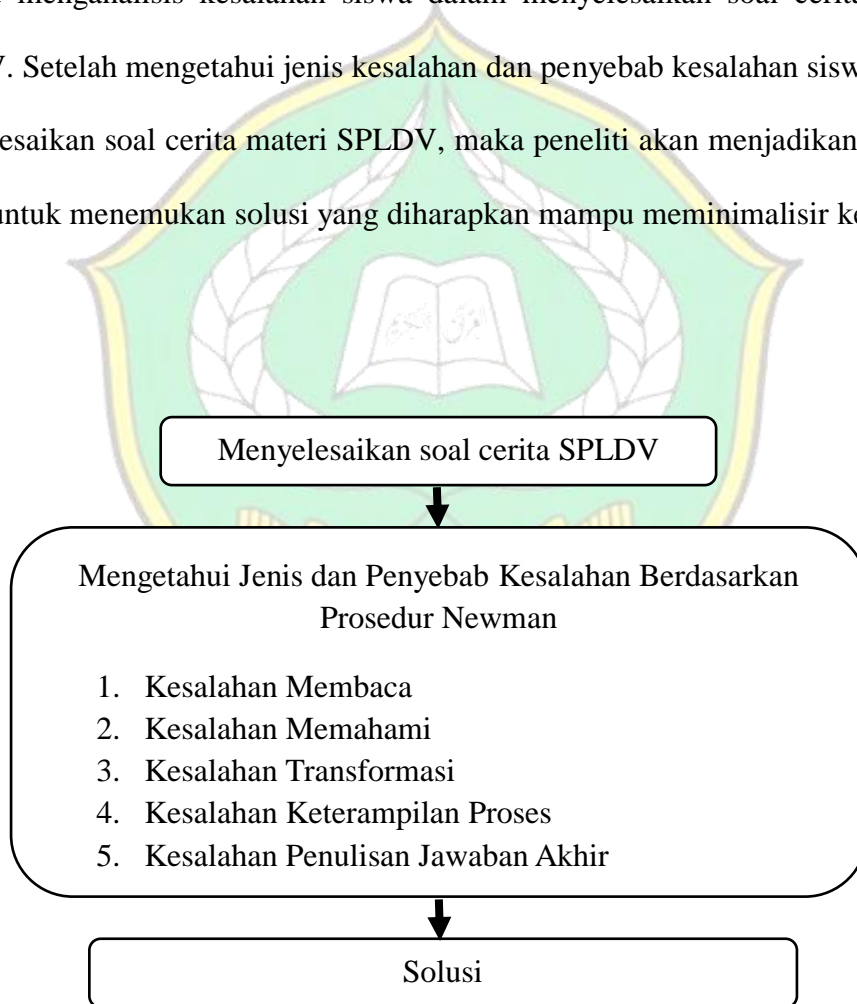 menganalisis kesalahan siswa dalam menyelesaikan soal cerita
. Setelah mengetahui jenis kesalahan dan penyebab kesalahan sisw
esaikan soal cerita materi SPLDV, maka peneliti akan menjadikan
untuk menemukan solusi yang diharapkan mampu meminimalisir ke
Menyelesaikan soal cerita SPLDV
Mengetahui Jenis dan Penyebab Kesalahan Berdasarkan
Prosedur Newman
1. Kesalahan Membaca
2. Kesalahan Memahami
3. Kesalahan Transformasi
4. Kesalahan Keterampilan Proses
5. Kesalahan Penulisan Jawaban Akhir
Solusi